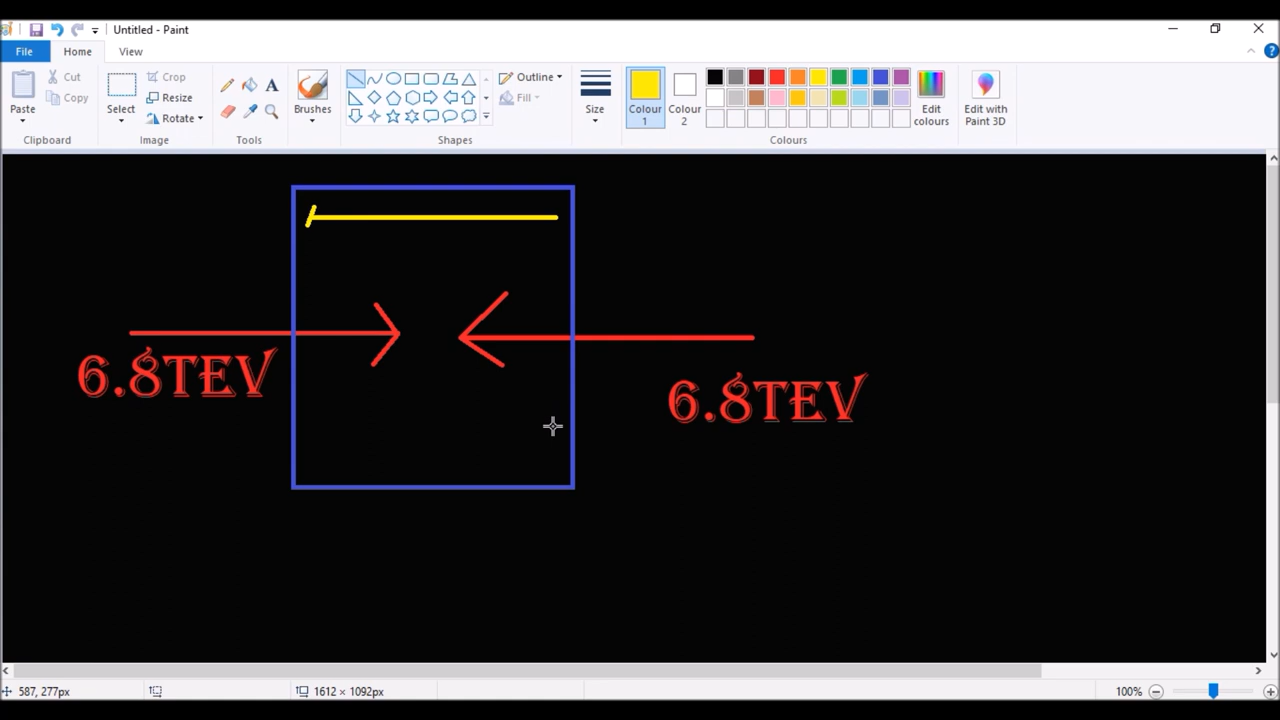 Untitled - Paint
File Home View
Paste
Cut
Copy
Clipboard
Select
Crop
Resize
Rotate
Image
Tools
Brushes
Shapes
Outline
Fill
Size
Colour 1
Colour 2
Edit colours
Colours
Edit with Paint 3D
6.8TEV
6.8TEV
587, 277px
1612 × 1092px
100%